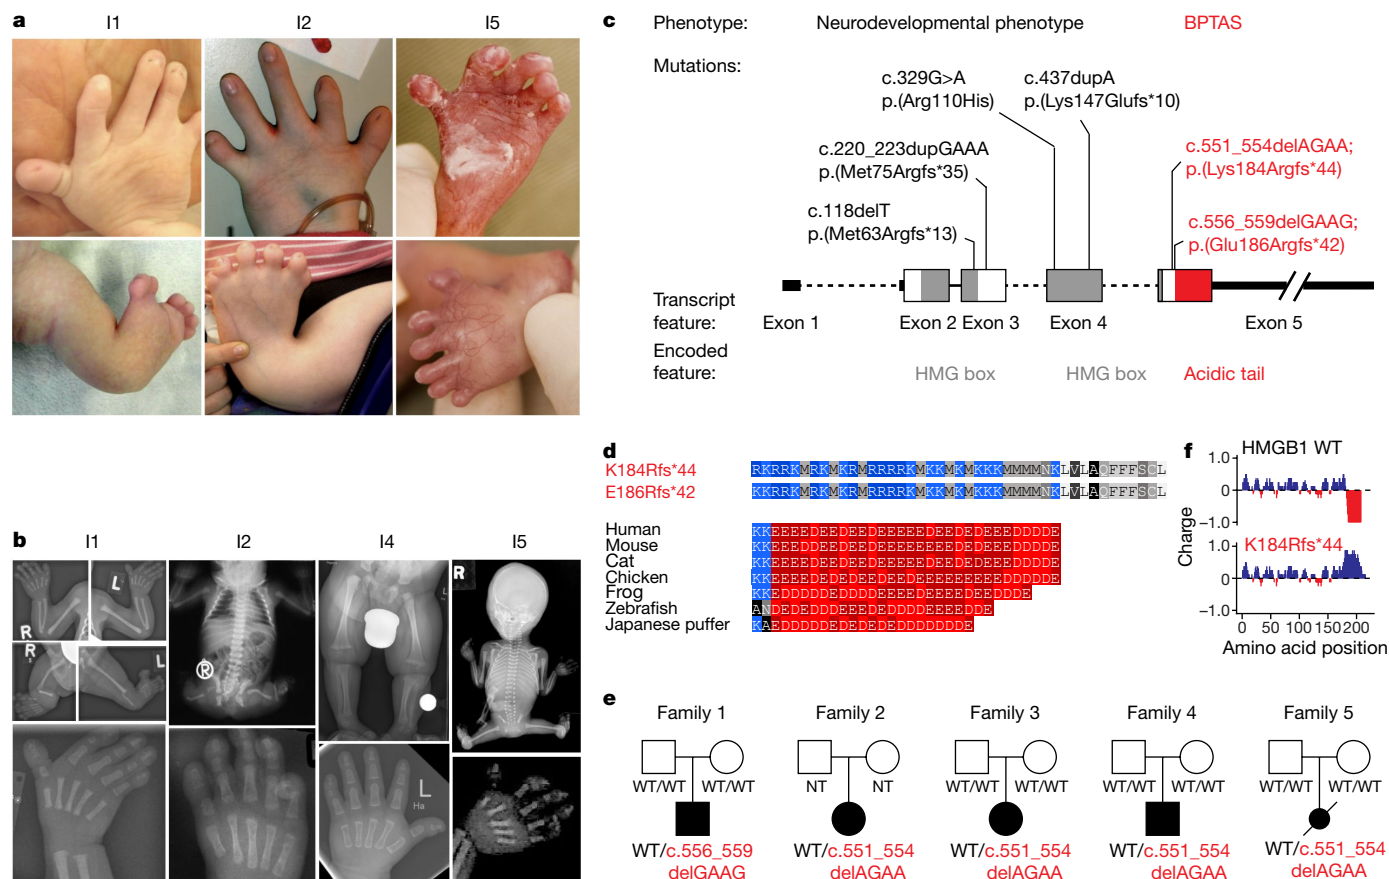 a
I1
I2
I5
b
I1
I2
I4
I5
R
L
R
L
R
R
L
Ha
c
Phenotype:
Neurodevelopmental phenotype
BPTAS
Mutations:
c.329G>A
p.(Arg110His)
c.437dupA
p.(Lys147Glufs*10)
c.220_223dupGAAA
p.(Met75Argfs*35)
c.118delT
p.(Met63Argfs*13)
c.551_554delAGAA;
p.(Lys184Argfs*44)
c.556_559delGAAG;
p.(Glu186Argfs*42)
Transcript
feature:
Exon 1
Exon 2
Exon 3
Exon 4
Exon 5
Encoded
feature:
HMG box
HMG box
Acidic tail
d
K184Rfs*44
RKRRKMRKMKRMRRRRKMKKMKMKKKMMMMNKLVLAQFFFSCL
E186Rfs*42
KKRRKMRKMKRMRRRRKMKKMKMKKKMMMMNKLVLAQFFFSCL
Human
KKEEEEDEEDEEDEEEEEDEEDEDEEEDDDDE
Mouse
Cat
Chicken
Frog
Zebrafish
Japanese puffer
f
HMGB1 WT
1.0
0
−1.0
K184Rfs*44
1.0
0
−1.0
Charge
0 50 100 150 200
Amino acid position
e
Family 1
WT/WT WT/WT
WT/c.556_559
delGAAG
Family 2
NT NT
WT/c.551_554
delAGAA
Family 3
WT/WT WT/WT
WT/c.551_554
delAGAA
Family 4
WT/WT WT/WT
WT/c.551_554
delAGAA
Family 5
WT/WT WT/WT
WT/c.551_554
delAGAA